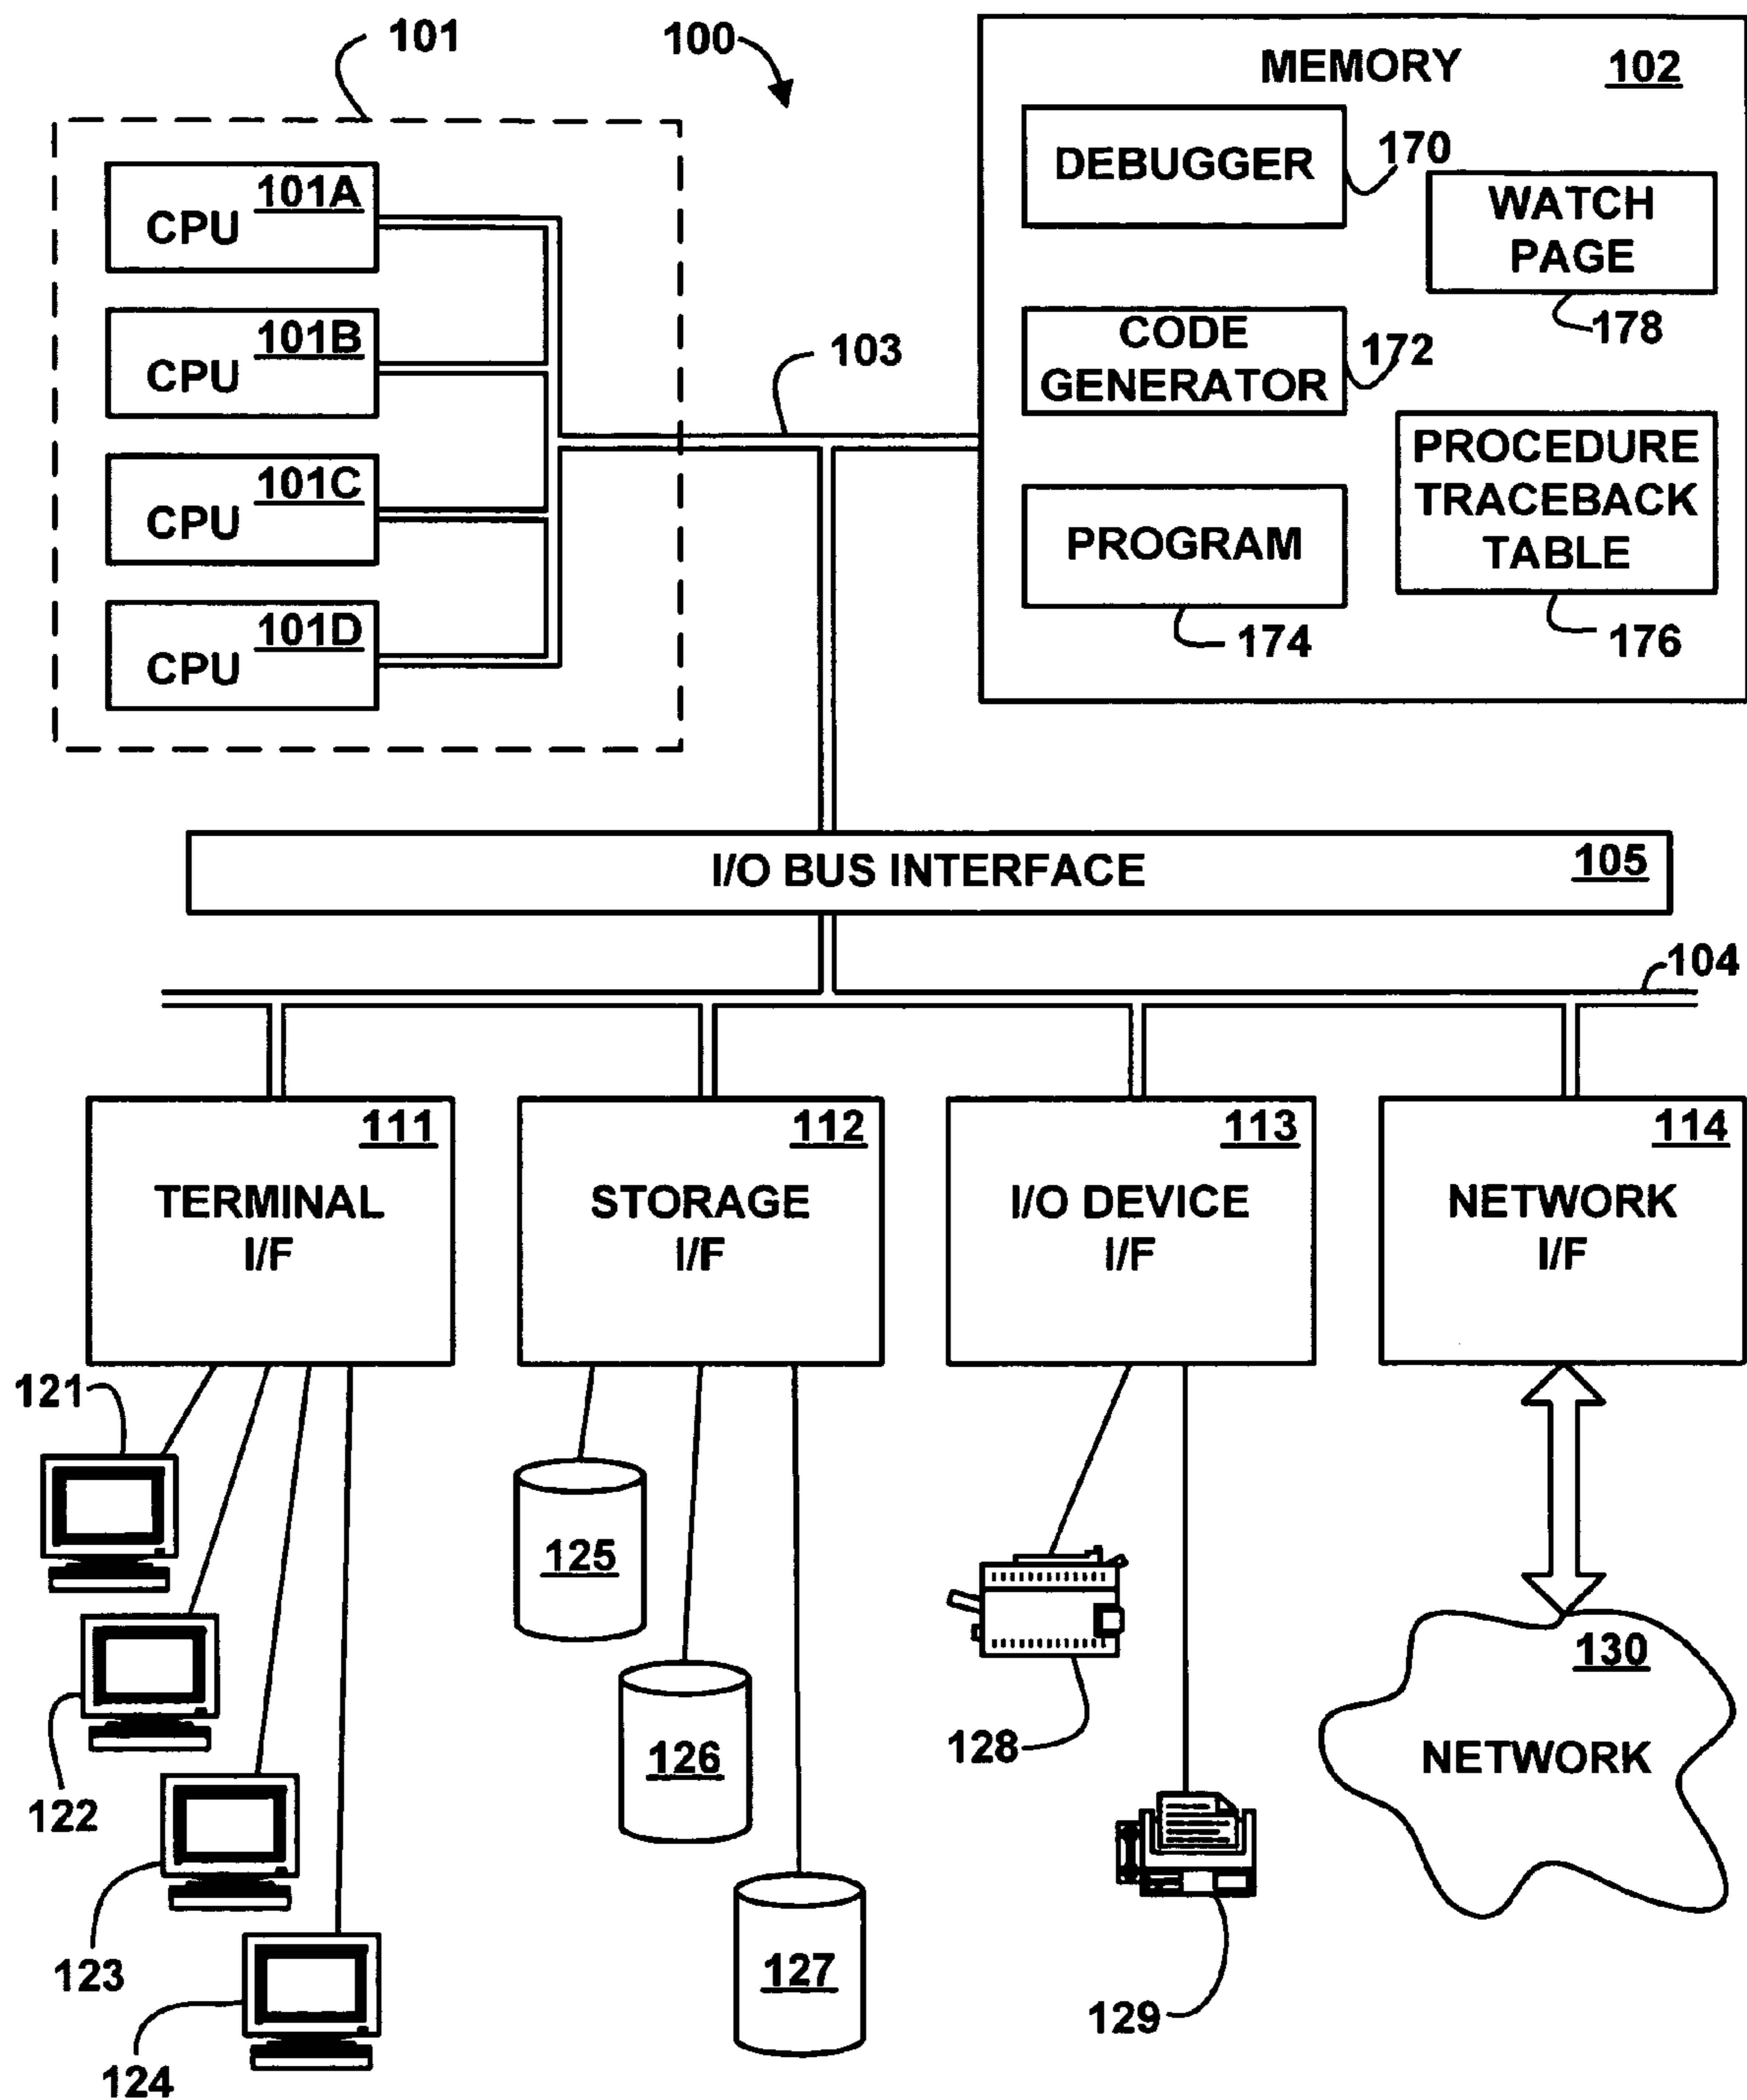 101
100
MEMORY 102
101A
CPU
101B
CPU
101C
CPU
101D
CPU
103
DEBUGGER
170
WATCH
PAGE
178
CODE
GENERATOR
172
PROCEDURE
TRACEBACK
TABLE
176
PROGRAM
174
I/O BUS INTERFACE 105
104
111
TERMINAL
I/F
112
STORAGE
I/F
113
I/O DEVICE
I/F
114
NETWORK
I/F
121
122
123
124
125
126
127
128
129
130
NETWORK